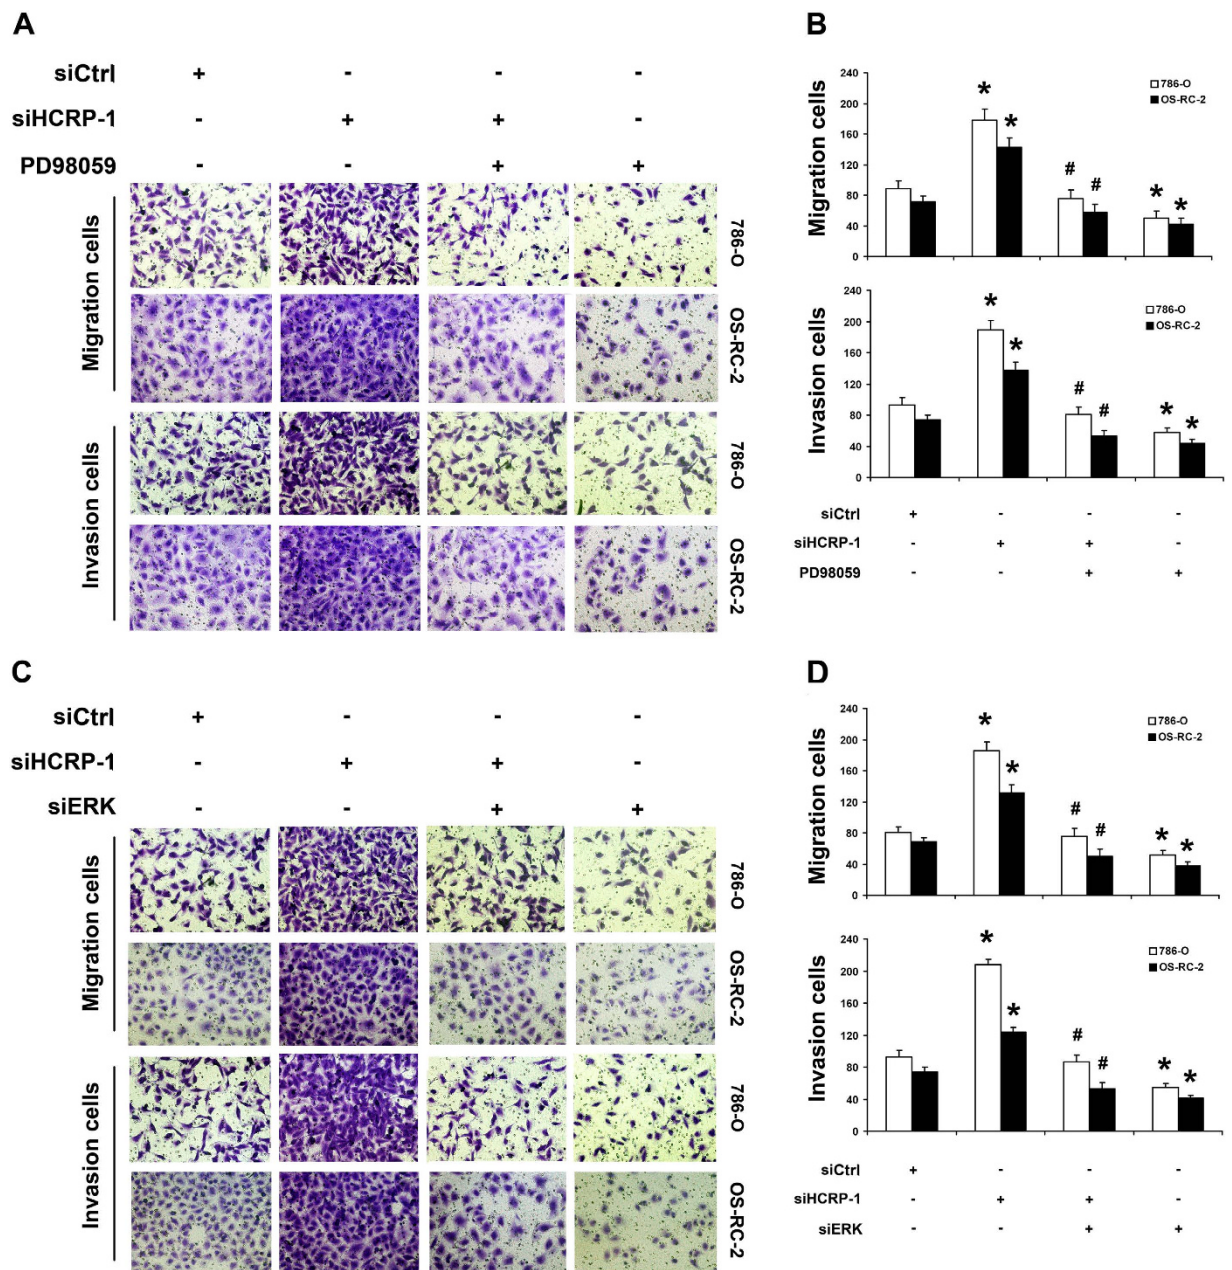 A
siCtrl + - - -
siHCRP-1 - + + -
PD98059 - - + +
Migration cells
786-O
OS-RC-2
Invasion cells
786-O
OS-RC-2
B
Migration cells
240
200
160
120
80
40
0
786-O
OS-RC-2
* * # # * *
Invasion cells
240
200
160
120
80
40
0
786-O
OS-RC-2
* * # # * *
siCtrl + - - -
siHCRP-1 - + + -
PD98059 - - + +
C
siCtrl + - - -
siHCRP-1 - + + -
siERK - - + +
Migration cells
786-O
OS-RC-2
Invasion cells
786-O
OS-RC-2
D
Migration cells
240
200
160
120
80
40
0
786-O
OS-RC-2
* * # # * *
Invasion cells
240
200
160
120
80
40
0
786-O
OS-RC-2
* * # # * *
siCtrl + - - -
siHCRP-1 - + + -
siERK - - + +